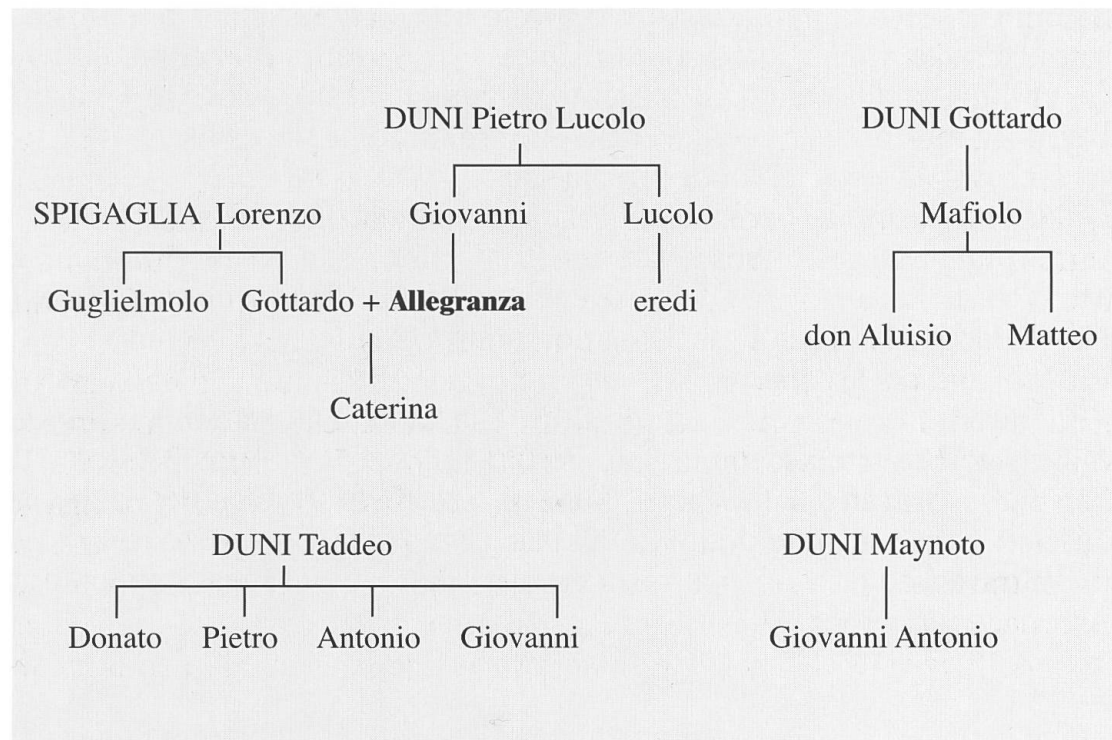 DUNI Pietro Lucolo
DUNI Gottardo
SPIGAGLIA Lorenzo
Giovanni
Lucolo
Mafiolo
Guglielmolo
Gottardo + Allegranza
eredi
don Aluisio
Matteo
Caterina
DUNI Taddeo
DUNI Maynoto
Donato
Pietro
Antonio
Giovanni
Giovanni Antonio